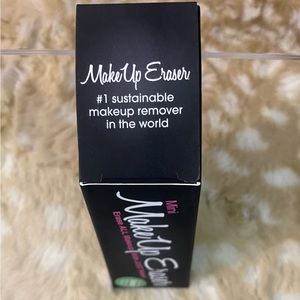 MakeUp Eraser
#1 sustainable
makeup remover
in the world
Mini
MakeUp Eraser